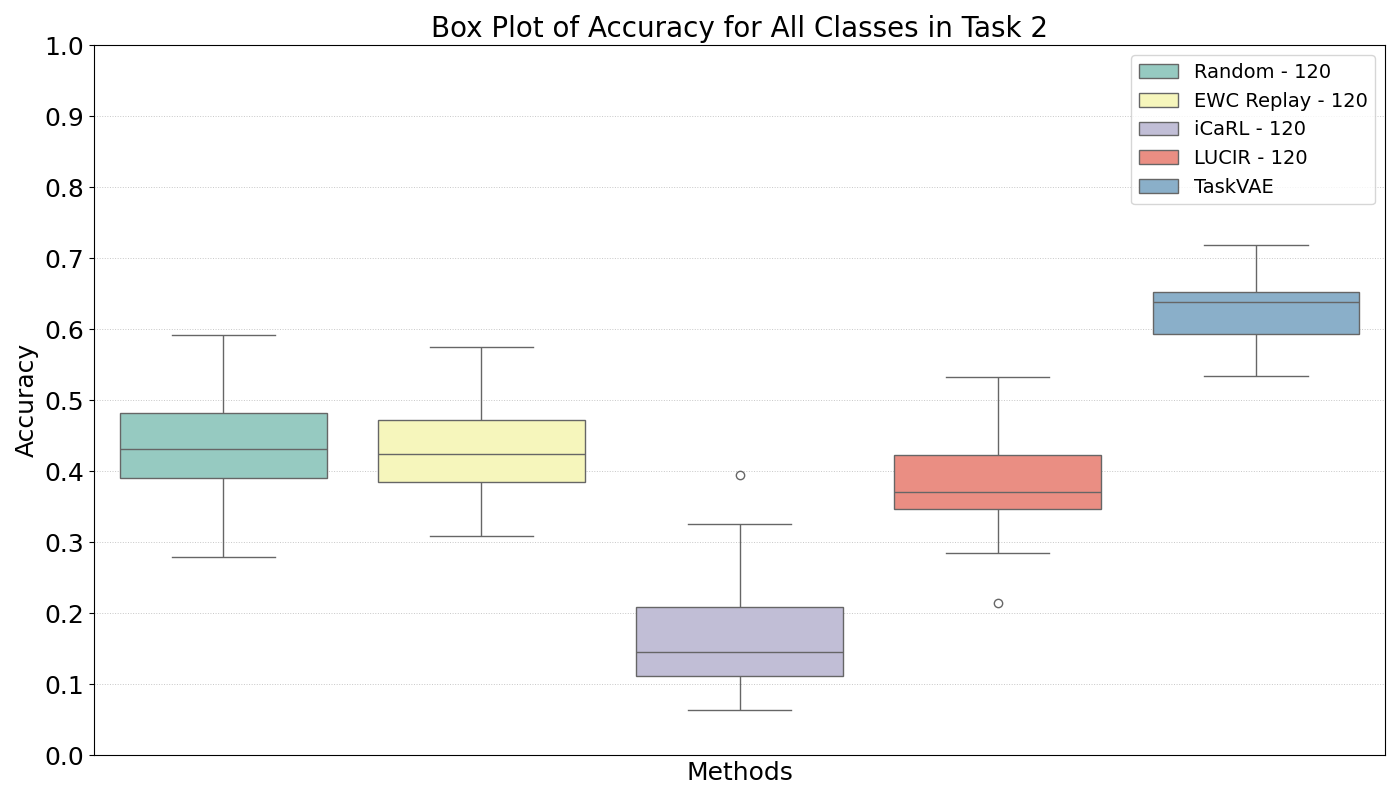 Box Plot of Accuracy for All Classes in Task 2
1.0
0.9
0.8
0.7
0.6
0.5
0.4
0.3
0.2
0.1
0.0
Accuracy
Methods
Random - 120
EWC Replay - 120
iCaRL - 120
LUCIR - 120
TaskVAE